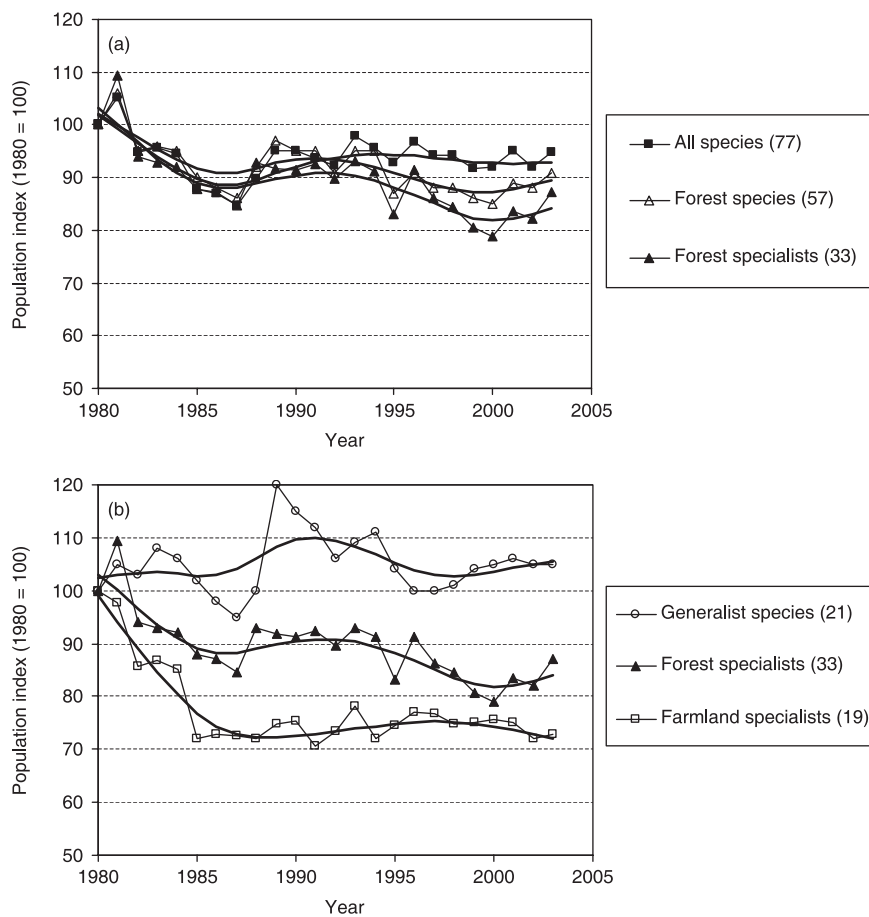 120
(a)
110
100
90
80
70
60
50
Population index (1980 = 100)
1980
1985
1990
1995
2000
2005
Year
All species (77)
Forest species (57)
Forest specialists (33)
120
(b)
110
100
90
80
70
60
50
Population index (1980 = 100)
1980
1985
1990
1995
2000
2005
Year
Generalist species (21)
Forest specialists (33)
Farmland specialists (19)